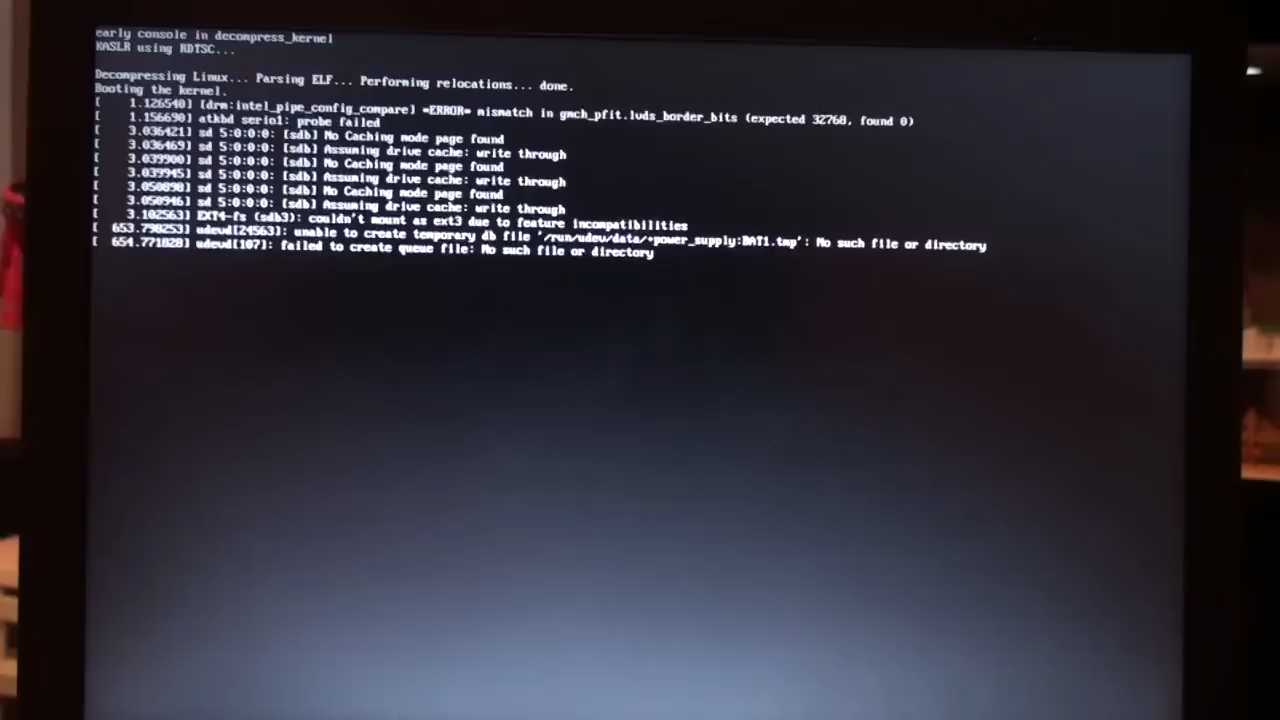 early console in decompress_kernel
KASLR using RDTSC...
Decompressing Linux... Parsing ELF... Performing relocations... done.
Booting the kernel.
[    1.126540] [drm:intel_pipe_config_compare] *ERROR* mismatch in gmch_pfit.lvds_border_bits (expected 32768, found 0)
[    1.156690] atkbd serio1: probe failed
[    3.036421] sd 5:0:0:0: [sdb] No Caching mode page found
[    3.036469] sd 5:0:0:0: [sdb] Assuming drive cache: write through
[    3.039900] sd 5:0:0:0: [sdb] No Caching mode page found
[    3.039945] sd 5:0:0:0: [sdb] Assuming drive cache: write through
[    3.050898] sd 5:0:0:0: [sdb] No Caching mode page found
[    3.050946] sd 5:0:0:0: [sdb] Assuming drive cache: write through
[    3.102563] EXT4-fs (sdb3): couldn't mount as ext3 due to feature incompatibilities
[  653.798253] udevd[24563]: unable to create temporary db file '/run/udev/data/+power_supply:BAT1.tmp': No such file or directory
[  654.771828] udevd[107]: failed to create queue file: No such file or directory